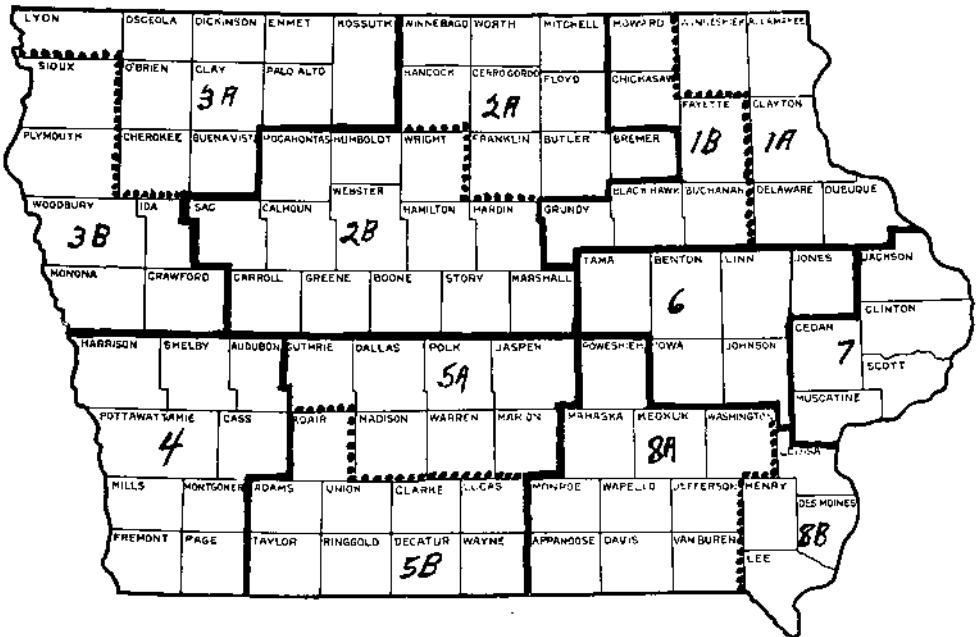 LYON OSCEOLA DICKINSON EMMET KOSSUTH WINNEBAGO WORTH MITCHELL HOWARD WINNESHIEK ALLAMAKEE
SIOUX O'BRIEN CLAY PALO ALTO HANCOCK CERRO GORDO FLOYD CHICKASAW
3A 2A
FAYETTE CLAYTON
1B 1A
PLYMOUTH CHEROKEE BUENA VISTA POCAHONTAS HUMBOLDT WRIGHT FRANKLIN BUTLER BREMER
WEBSTER BLACK HAWK BUCHANAN DELAWARE DUBUQUE
WOODBURY IDA SAC CALHOUN HAMILTON HARDIN GRUNDY
3B 2B
MONONA CRAWFORD CARROLL GREENE BOONE STORY MARSHALL TAMA BENTON LINN JONES JACKSON
6
CLINTON
HARRISON SHELBY AUDUBON GUTHRIE DALLAS POLK JASPER POWESHIEK IOWA JOHNSON CEDAR
5A 7
SCOTT
MUSCATINE
POTTAWATTAMIE CASS ADAIR MADISON WARREN MARION MAHASKA KEOKUK WASHINGTON
4 8A
LOUISA
MILLS MONTGOMERY ADAMS UNION CLARKE LUCAS MONROE WAPELLO JEFFERSON HENRY
DES MOINES
8B
FREMONT PAGE TAYLOR RINGGOLD DECATUR WAYNE APPANOOSE DAVIS VAN BUREN LEE
5B